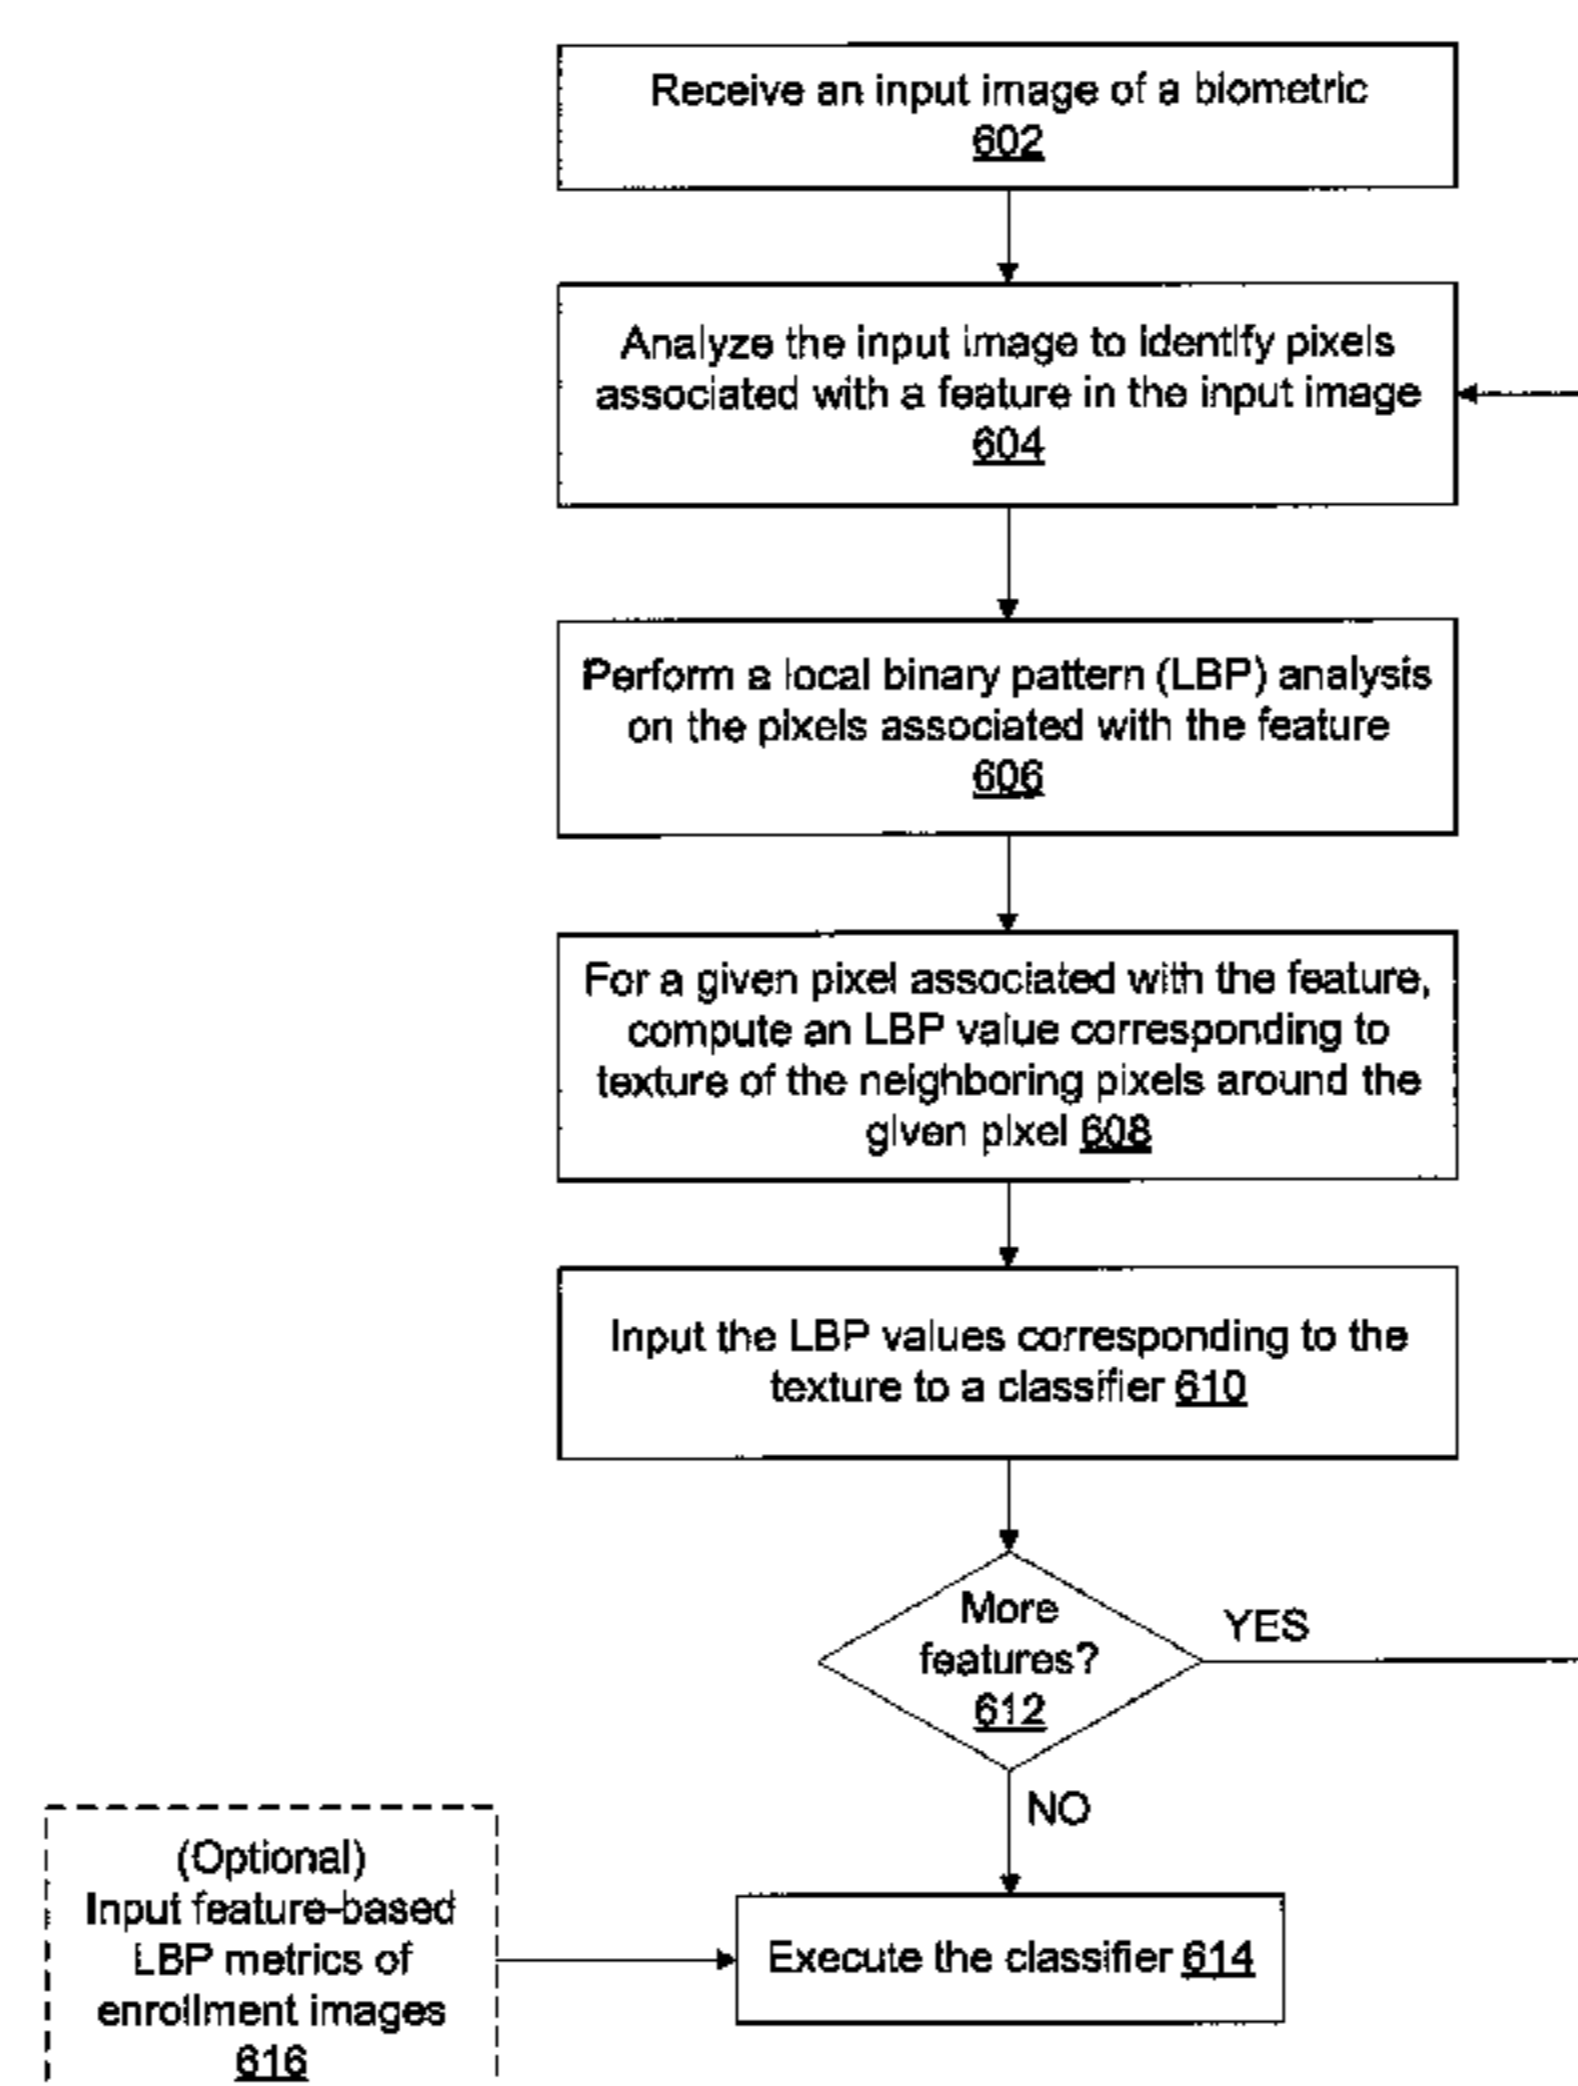 Receive an input image of a biometric
602
Analyze the input image to identify pixels
associated with a feature in the input image
604
Perform a local binary pattern (LBP) analysis
on the pixels associated with the feature
606
For a given pixel associated with the feature,
compute an LBP value corresponding to
texture of the neighboring pixels around the
given pixel 608
Input the LBP values corresponding to the
texture to a classifier 610
More
features?
612
YES
NO
(Optional)
Input feature-based
LBP metrics of
enrollment images
616
Execute the classifier 614